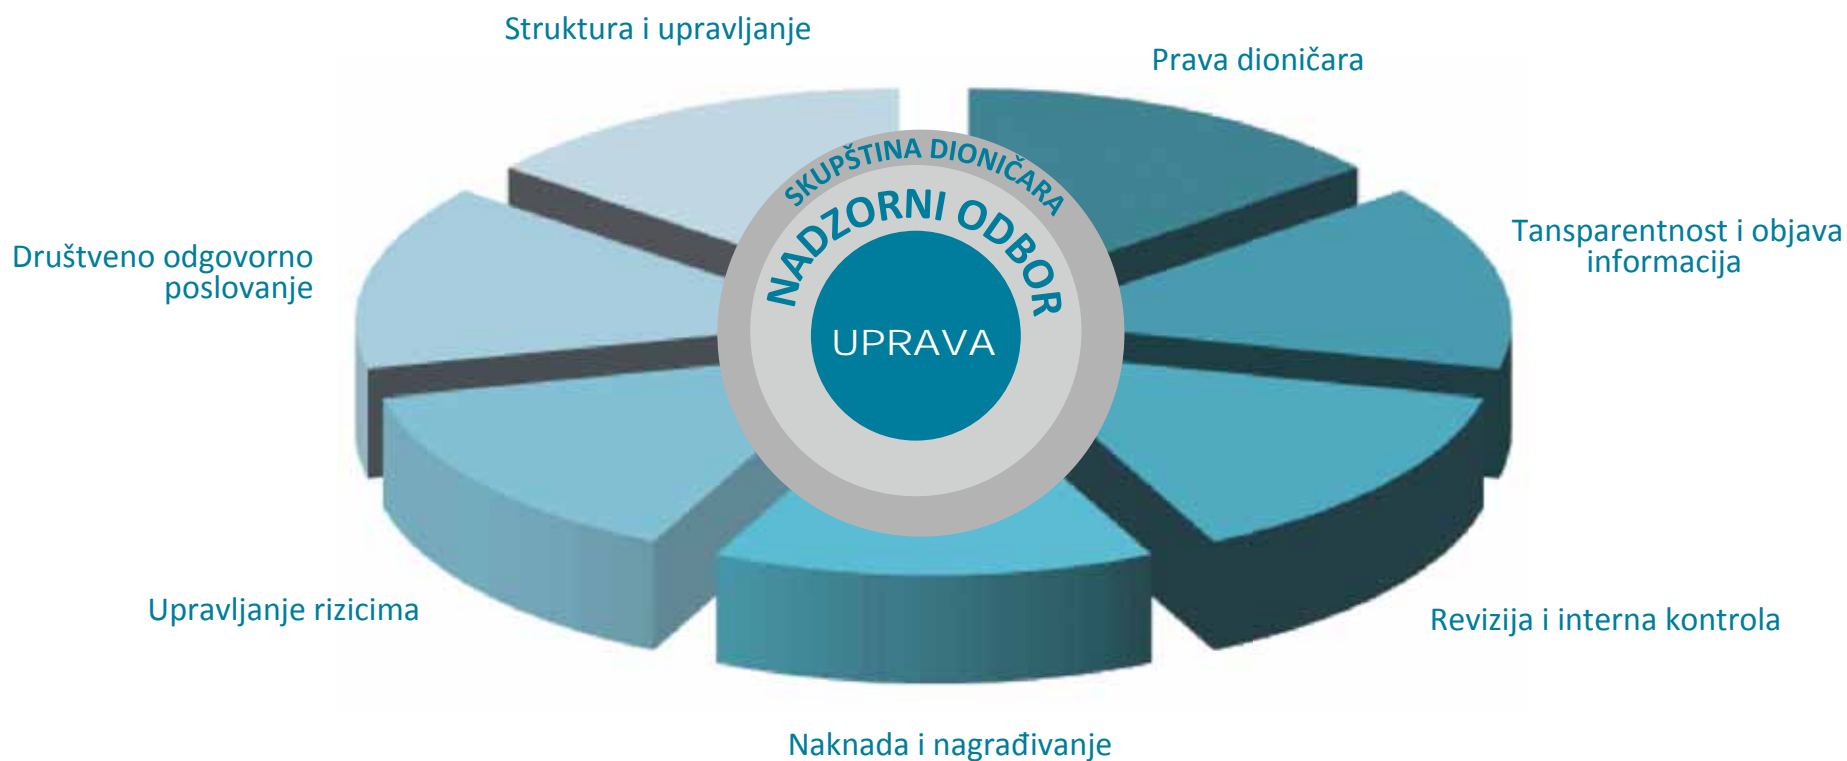 Struktura i upravljanje
Prava dioničara
SKUPŠTINA DIONIČARA
NADZORNI ODBOR
UPRAVA
Tansparentnost i objava
informacija
Društveno odgovorno
poslovanje
Upravljanje rizicima
Revizija i interna kontrola
Naknada i nagrađivanje